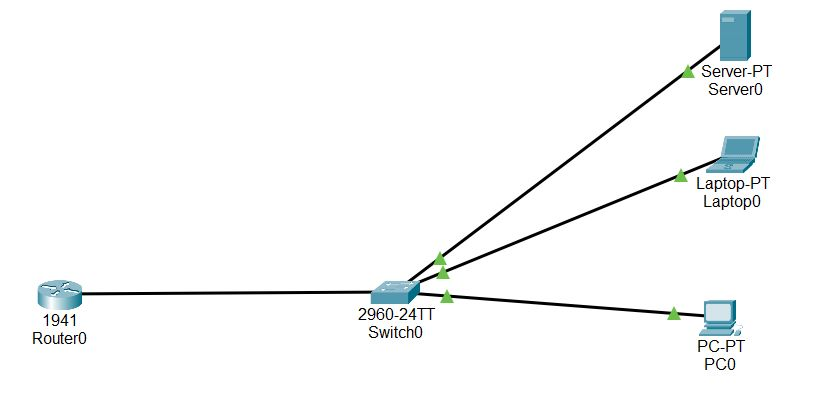 Server-PT
Server0
Laptop-PT
Laptop0
1941
Router0
2960-24TT
Switch0
PC-PT
PC0